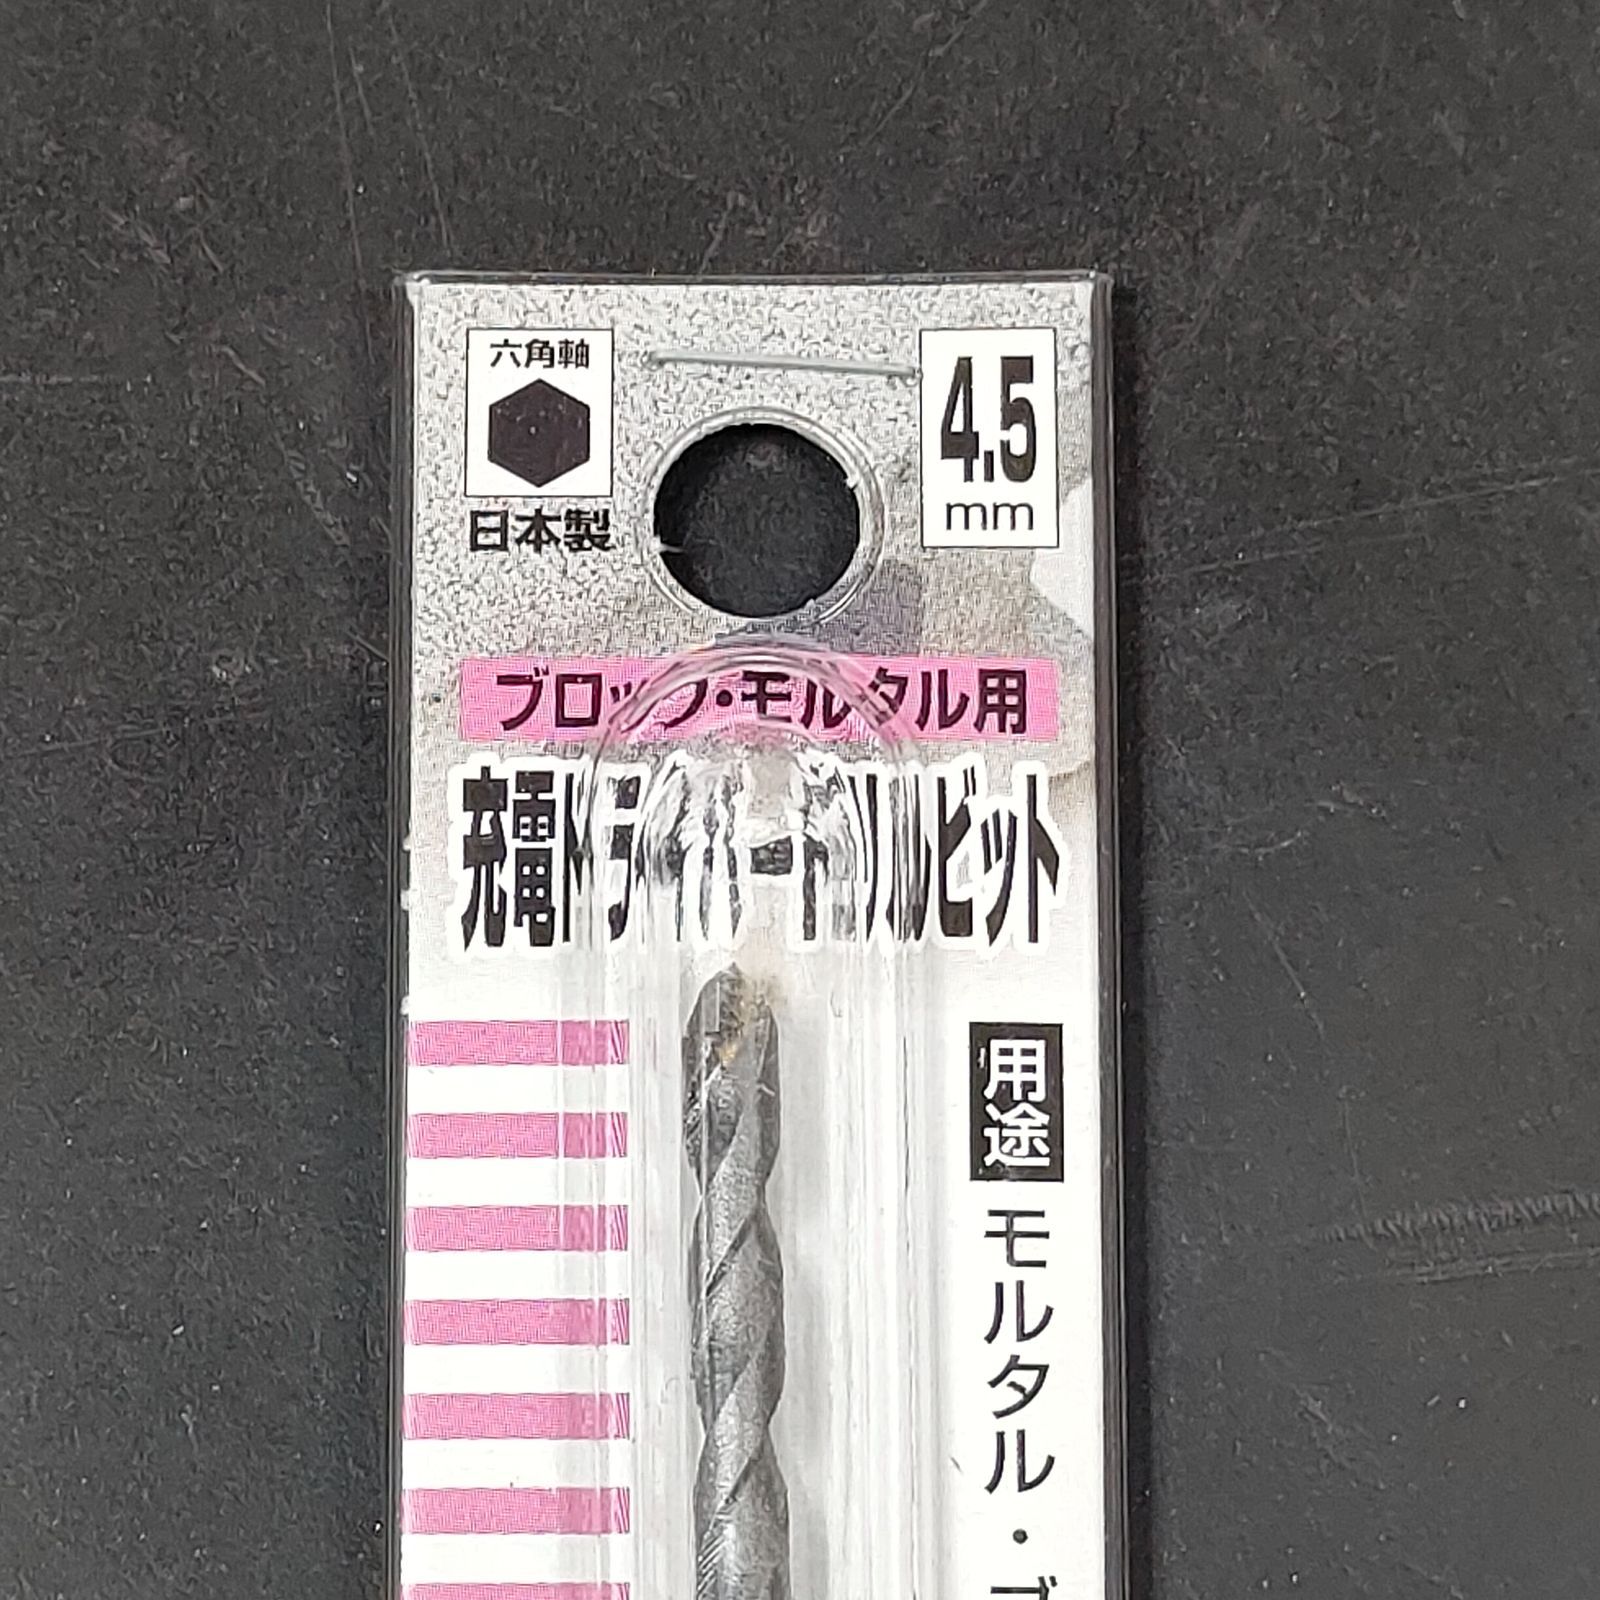 六角軸
日本製
4.5
mm
ブロック・モルタル用
充電ドライバードリルビット
用途
モルタル・ブ